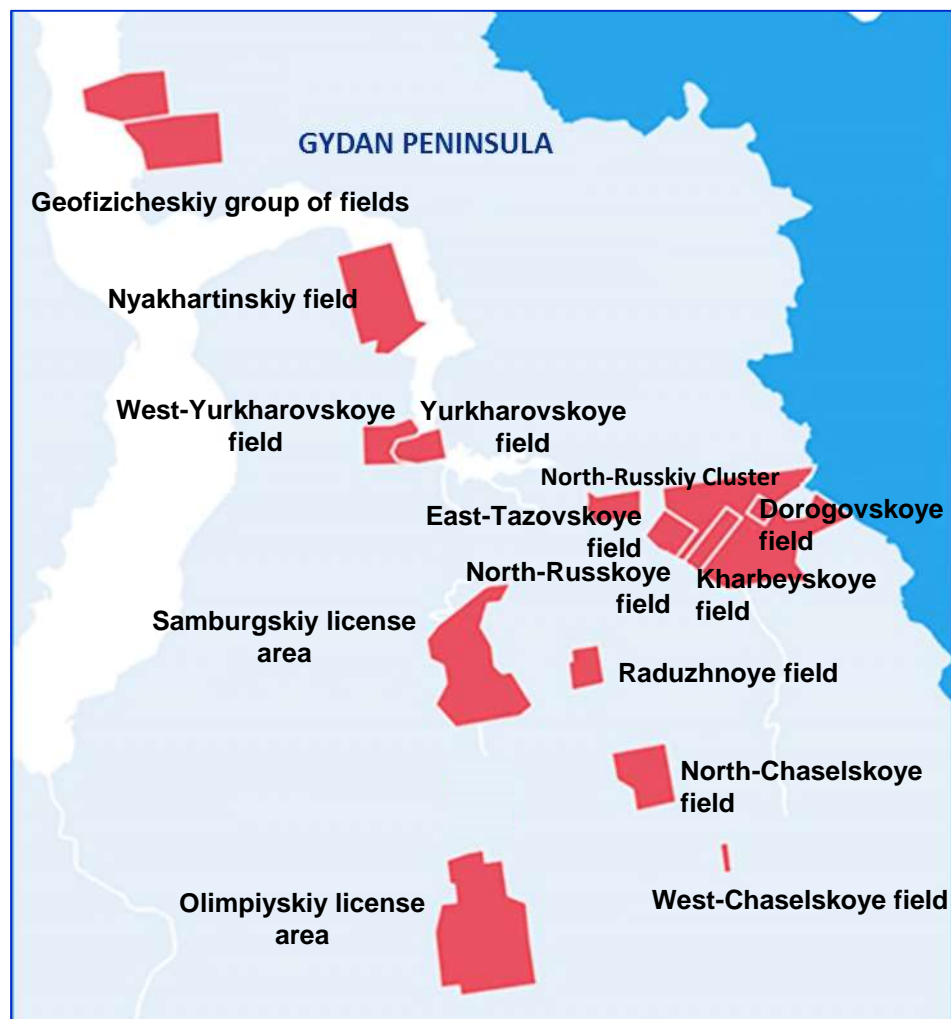 GYDAN PENINSULA
Geofizicheskiy group of fields
Nyakhartinskiy field
West-Yurkharovskoye
field
Yurkharovskoye
field
North-Russkiy Cluster
East-Tazovskoye
field
Dorogovskoye
field
North-Russkoye
field
Kharbeyskoye
field
Samburgskiy license
area
Raduzhnoye field
North-Chaselskoye
field
West-Chaselskoye field
Olimpiyskiy license
area